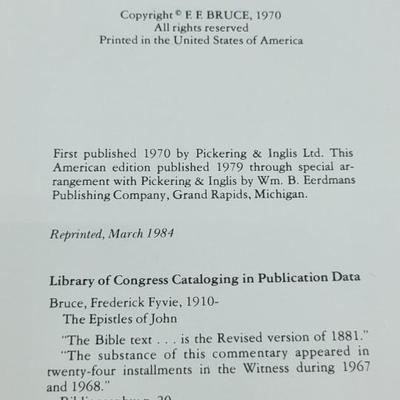 Copyright © F. F. BRUCE, 1970
All rights reserved
Printed in the United States of America
First published 1970 by Pickering & Inglis Ltd. This
American edition published 1979 through special ar-
rangement with Pickering & Inglis by Wm. B. Eerdmans
Publishing Company, Grand Rapids, Michigan.
Reprinted, March 1984
Library of Congress Cataloging in Publication Data
Bruce, Frederick Fyvie, 1910-
The Epistles of John
"The Bible text . . . is the Revised version of 1881."
"The substance of this commentary appeared in
twenty-four installments in the Witness during 1967
and 1968."